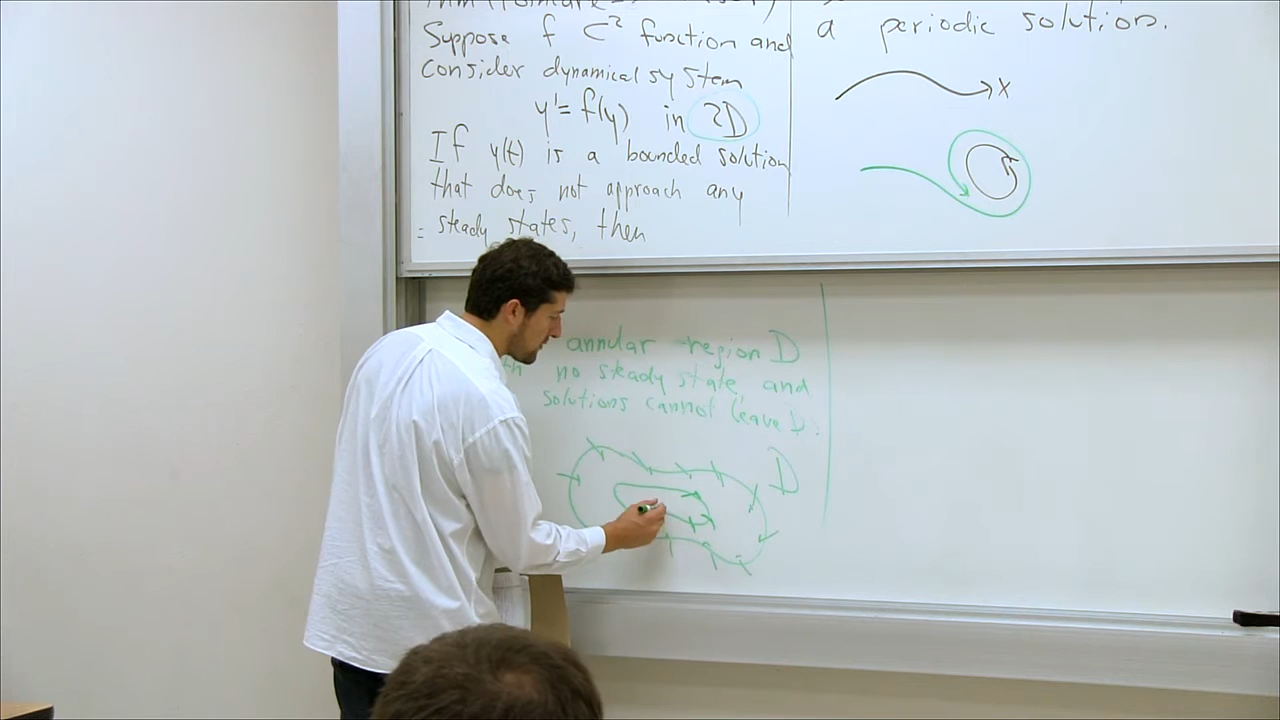 Suppose f C² function and
consider dynamical system
y' = f(y) in 2D
If y(t) is a bounded solution
that does not approach any
= steady states, then
a periodic solution.
x
annular region D
no steady state and
solutions cannot leave D.
D